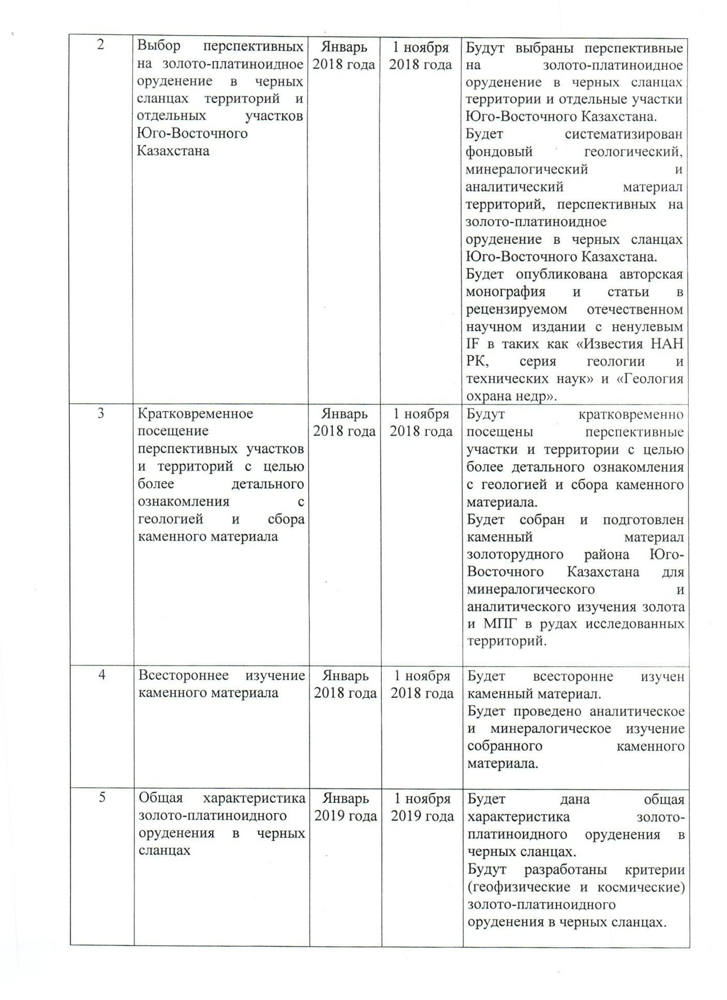 2
Выбор перспективных
на золото-платиноидное
оруденение в черных
сланцах территорий и
отдельных участков
Юго-Восточного
Казахстана
Январь
2018 года
1 ноября
2018 года
Будут выбраны перспективные
на золото-платиноидное
оруденение в черных сланцах
территории и отдельные участки
Юго-Восточного Казахстана.
Будет систематизирован
фондовый геологический,
минералогический и
аналитический материал
территорий, перспективных на
золото-платиноидное
оруденение в черных сланцах
Юго-Восточного Казахстана.
Будет опубликована авторская
монография и статьи в
рецензируемом отечественном
научном издании с ненулевым
IF в таких как «Известия НАН
РК, серия геологии и
технических наук» и «Геология
охрана недр».
3
Кратковременное
посещение
перспективных участков
и территорий с целью
более детального
ознакомления с
геологией и сбора
каменного материала
Январь
2018 года
1 ноября
2018 года
Будут кратковременно
посещены перспективные
участки и территории с целью
более детального ознакомления
с геологией и сбора каменного
материала.
Будет собран и подготовлен
каменный материал
золоторудного района Юго-
Восточного Казахстана для
минералогического и
аналитического изучения золота
и МПГ в рудах исследованных
территорий.
4
Всестороннее изучение
каменного материала
Январь
2018 года
1 ноября
2018 года
Будет всесторонне изучен
каменный материал.
Будет проведено аналитическое
и минералогическое изучение
собранного каменного
материала.
5
Общая характеристика
золото-платиноидного
оруденения в черных
сланцах
Январь
2019 года
1 ноября
2019 года
Будет дана общая
характеристика золото-
платиноидного оруденения в
черных сланцах.
Будут разработаны критерии
(геофизические и космические)
золото-платиноидного
оруденения в черных сланцах.